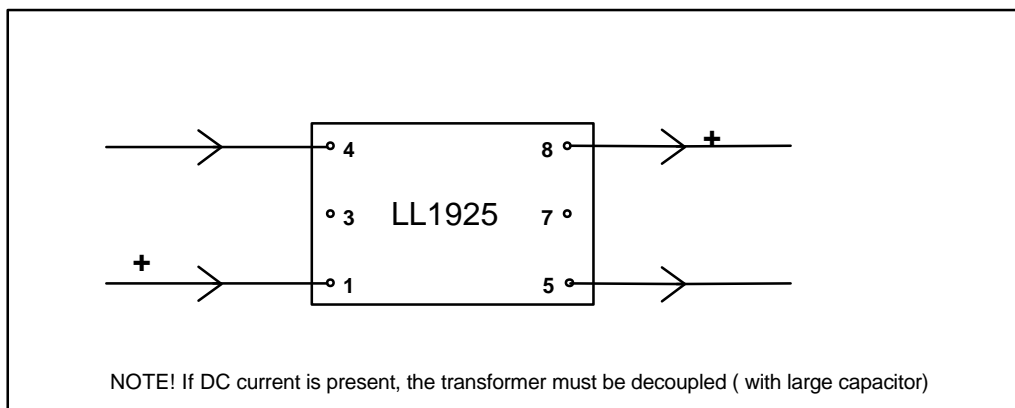 +
4 8
3 LL1925 7
+
1 5
NOTE! If DC current is present, the transformer must be decoupled ( with large capacitor)